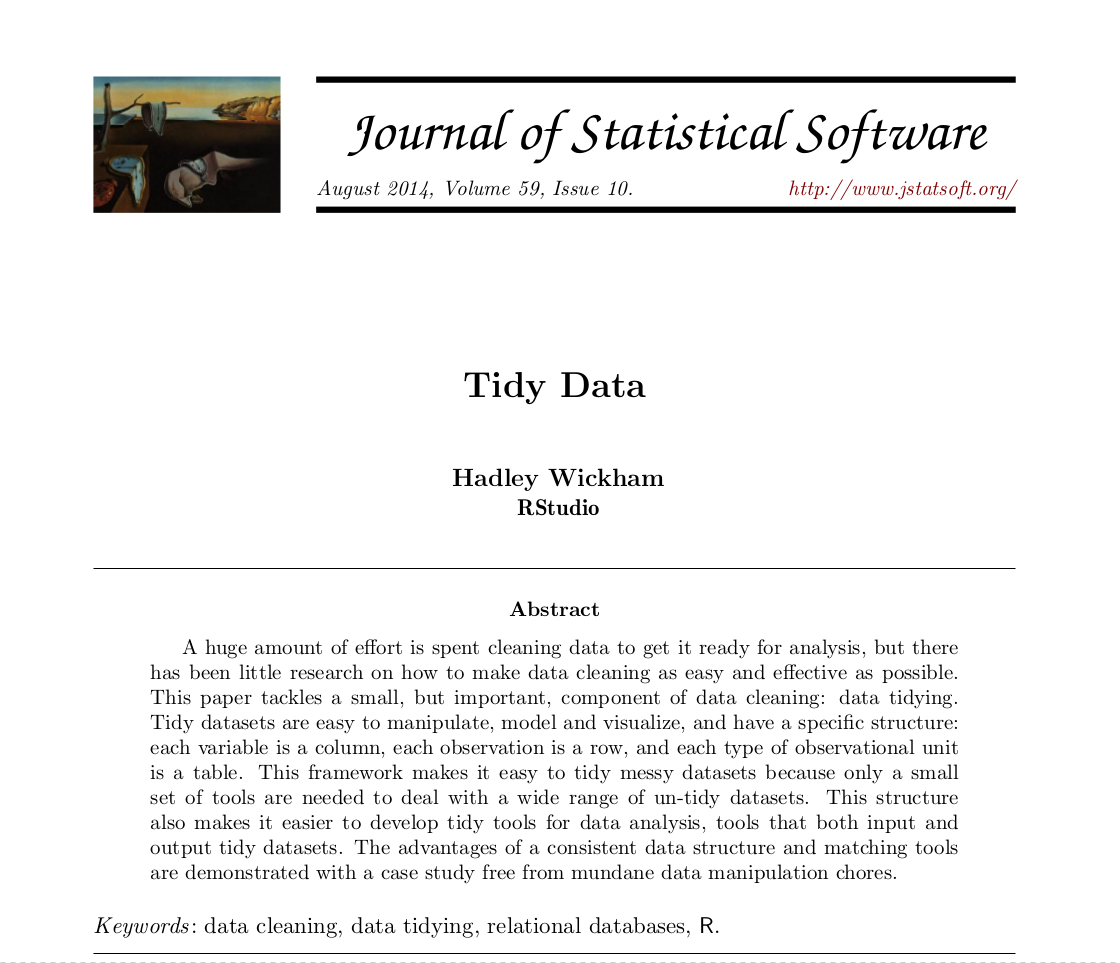 Journal of Statistical Software
August 2014, Volume 59, Issue 10. http://www.jstatsoft.org/
Tidy Data
Hadley Wickham
RStudio
Abstract
A huge amount of effort is spent cleaning data to get it ready for analysis, but there
has been little research on how to make data cleaning as easy and effective as possible.
This paper tackles a small, but important, component of data cleaning: data tidying.
Tidy datasets are easy to manipulate, model and visualize, and have a specific structure:
each variable is a column, each observation is a row, and each type of observational unit
is a table. This framework makes it easy to tidy messy datasets because only a small
set of tools are needed to deal with a wide range of un-tidy datasets. This structure
also makes it easier to develop tidy tools for data analysis, tools that both input and
output tidy datasets. The advantages of a consistent data structure and matching tools
are demonstrated with a case study free from mundane data manipulation chores.
Keywords: data cleaning, data tidying, relational databases, R.